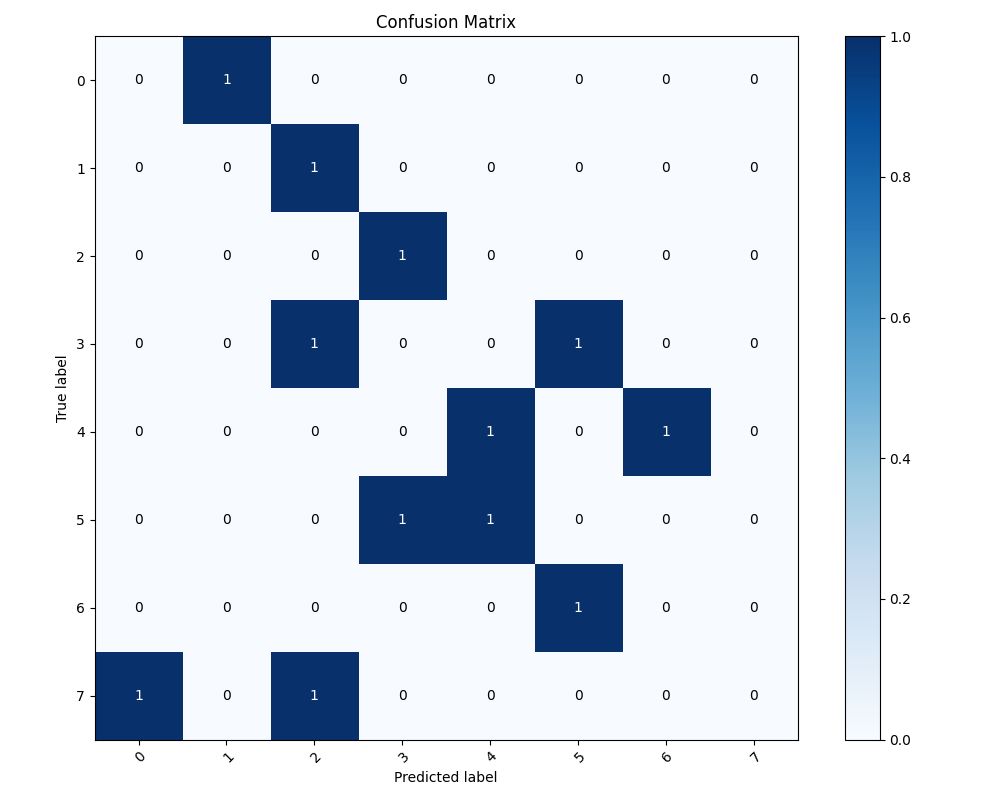 Confusion Matrix
0 0 1 0 0 0 0 0 0
1 0 0 1 0 0 0 0 0
2 0 0 0 1 0 0 0 0
3 0 0 1 0 0 1 0 0
4 0 0 0 0 1 0 1 0
5 0 0 0 1 1 0 0 0
6 0 0 0 0 0 1 0 0
7 1 0 1 0 0 0 0 0
0 1 2 3 4 5 6 7
True label
Predicted label
1.0
0.8
0.6
0.4
0.2
0.0